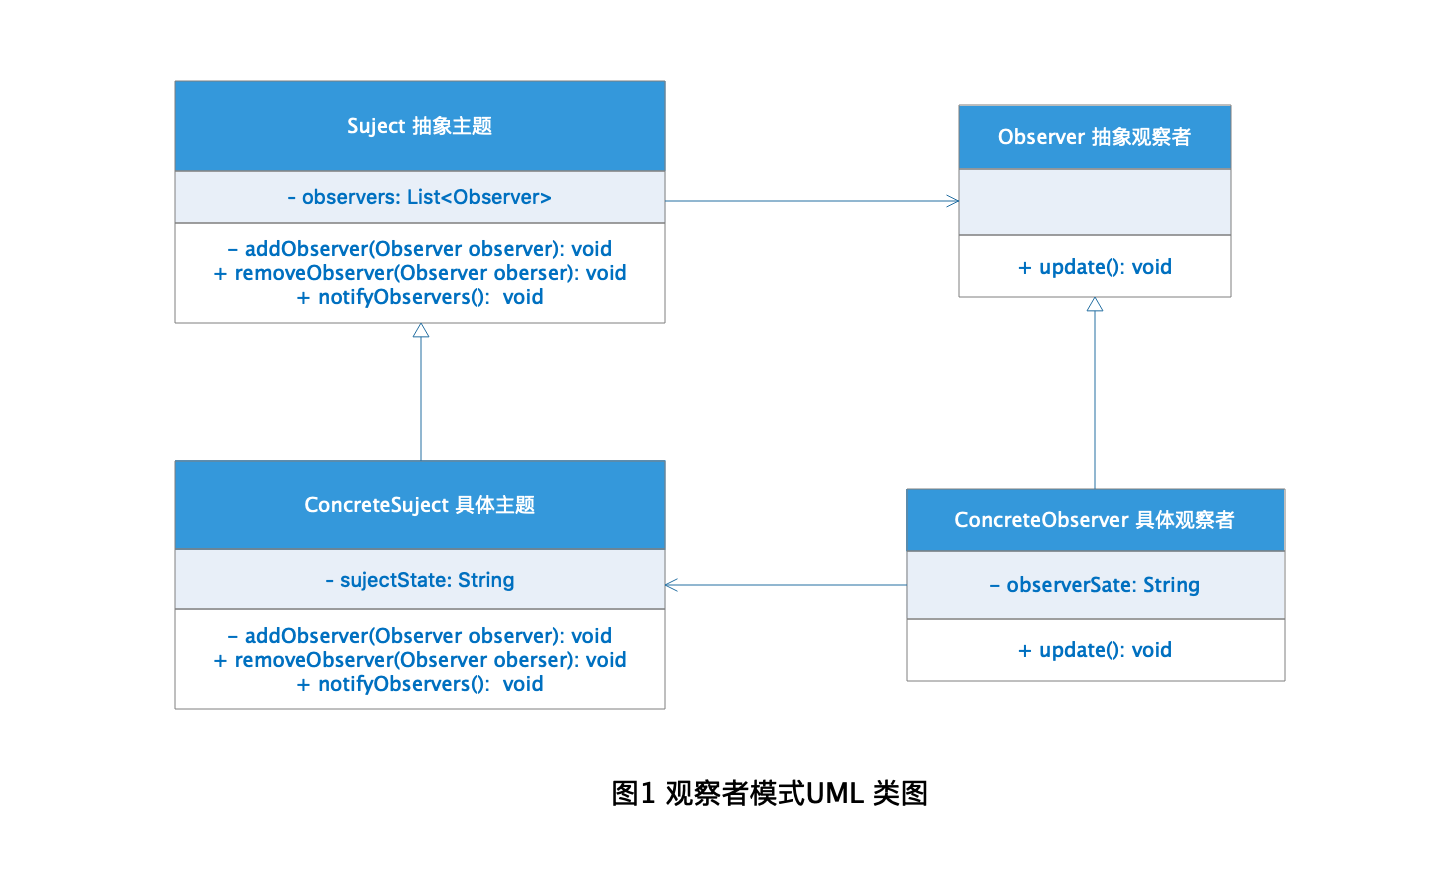 Suject 抽象主题
- observers: List<Observer>
– addObserver(Observer observer): void
+ removeObserver(Observer oberser): void
+ notifyObservers():  void
Observer 抽象观察者
+ update(): void
ConcreteSuject 具体主题
- sujectState: String
– addObserver(Observer observer): void
+ removeObserver(Observer oberser): void
+ notifyObservers():  void
ConcreteObserver 具体观察者
– observerSate: String
+ update(): void
图1 观察者模式UML 类图